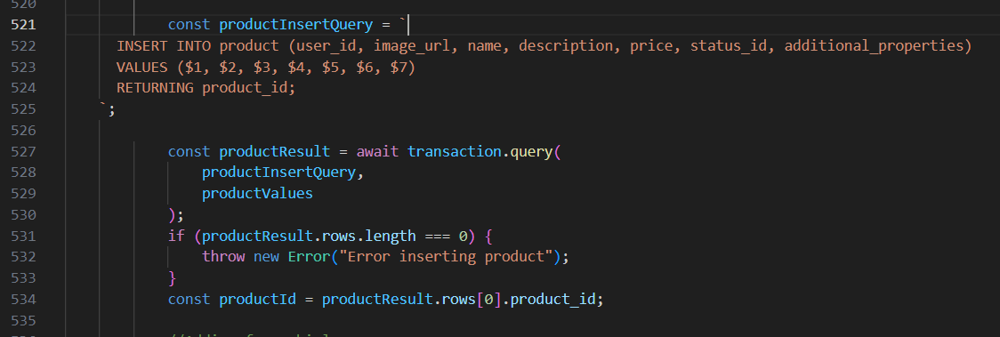 520
521 const productInsertQuery = `
522 INSERT INTO product (user_id, image_url, name, description, price, status_id, additional_properties)
523 VALUES ($1, $2, $3, $4, $5, $6, $7)
524 RETURNING product_id;
525 `;
526
527 const productResult = await transaction.query(
528 productInsertQuery,
529 productValues
530 );
531 if (productResult.rows.length === 0) {
532 throw new Error("Error inserting product");
533 }
534 const productId = productResult.rows[0].product_id;
535